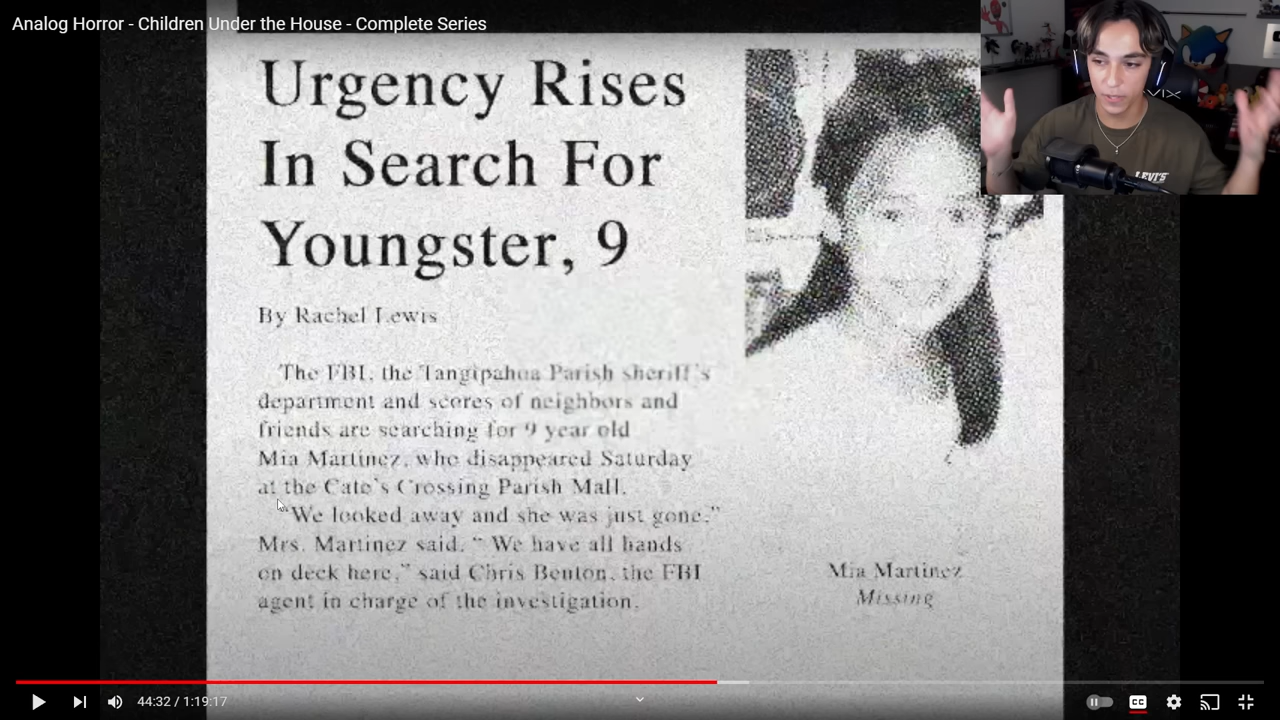 Analog Horror - Children Under the House - Complete Series
Urgency Rises
In Search For
Youngster, 9
By Rachel Lewis
The FBI, the Tangipahoa Parish sheriff's
department and scores of neighbors and
friends are searching for 9 year old
Mia Martinez, who disappeared Saturday
at the Cate's Crossing Parish Mall.
"We looked away and she was just gone,"
Mrs. Martinez said. " We have all hands
on deck here," said Chris Benton, the FBI
agent in charge of the investigation.
Mia Martinez
Missing
VIX
LEVI'S
44:32 / 1:19:17
CC